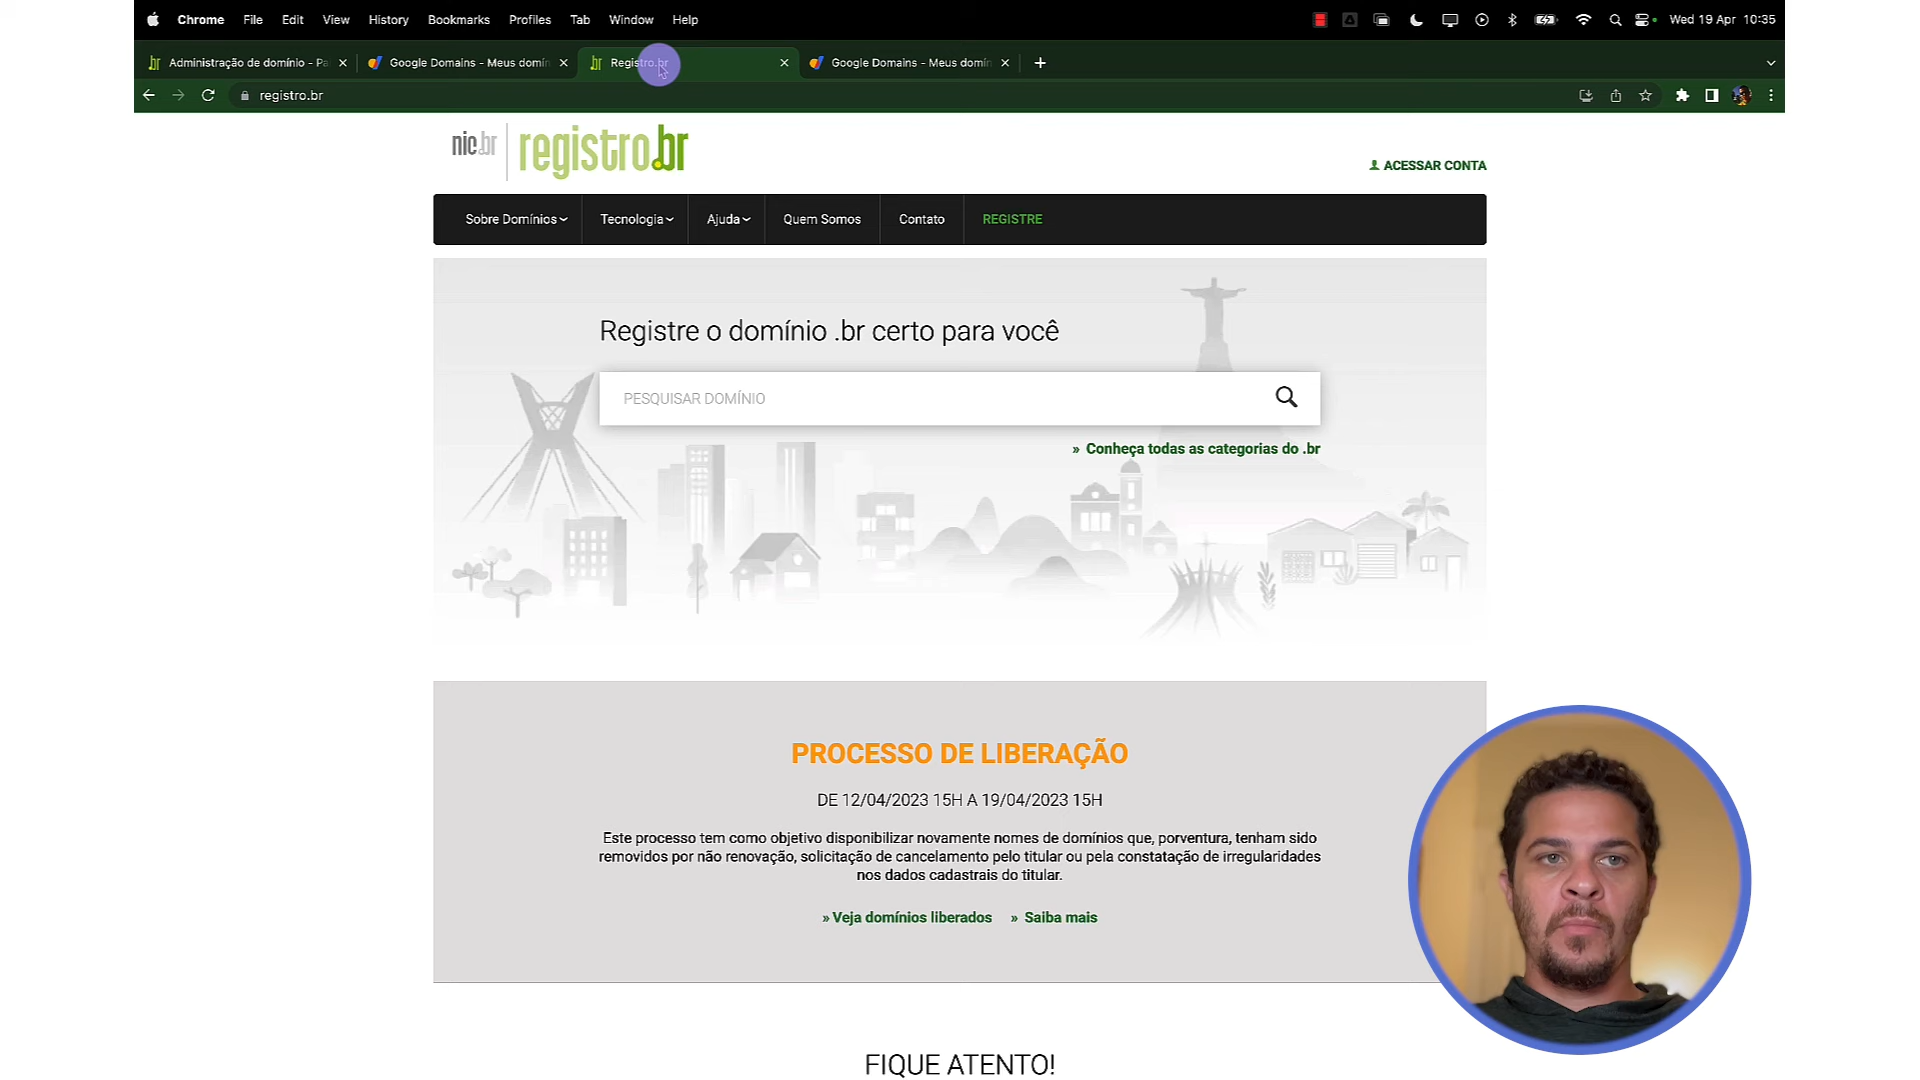 Chrome File Edit View History Bookmarks Profiles Tab Window Help Wed 19 Apr 10:35
Administração de domínio - Pa Google Domains - Meus domín Registro.br Google Domains - Meus domín
registro.br
nic.br registro.br
ACESSAR CONTA
Sobre Domínios Tecnologia Ajuda Quem Somos Contato REGISTRE
Registre o domínio .br certo para você
PESQUISAR DOMÍNIO
» Conheça todas as categorias do .br
PROCESSO DE LIBERAÇÃO
DE 12/04/2023 15H A 19/04/2023 15H
Este processo tem como objetivo disponibilizar novamente nomes de domínios que, porventura, tenham sido
removidos por não renovação, solicitação de cancelamento pelo titular ou pela constatação de irregularidades
nos dados cadastrais do titular.
» Veja domínios liberados » Saiba mais
FIQUE ATENTO!